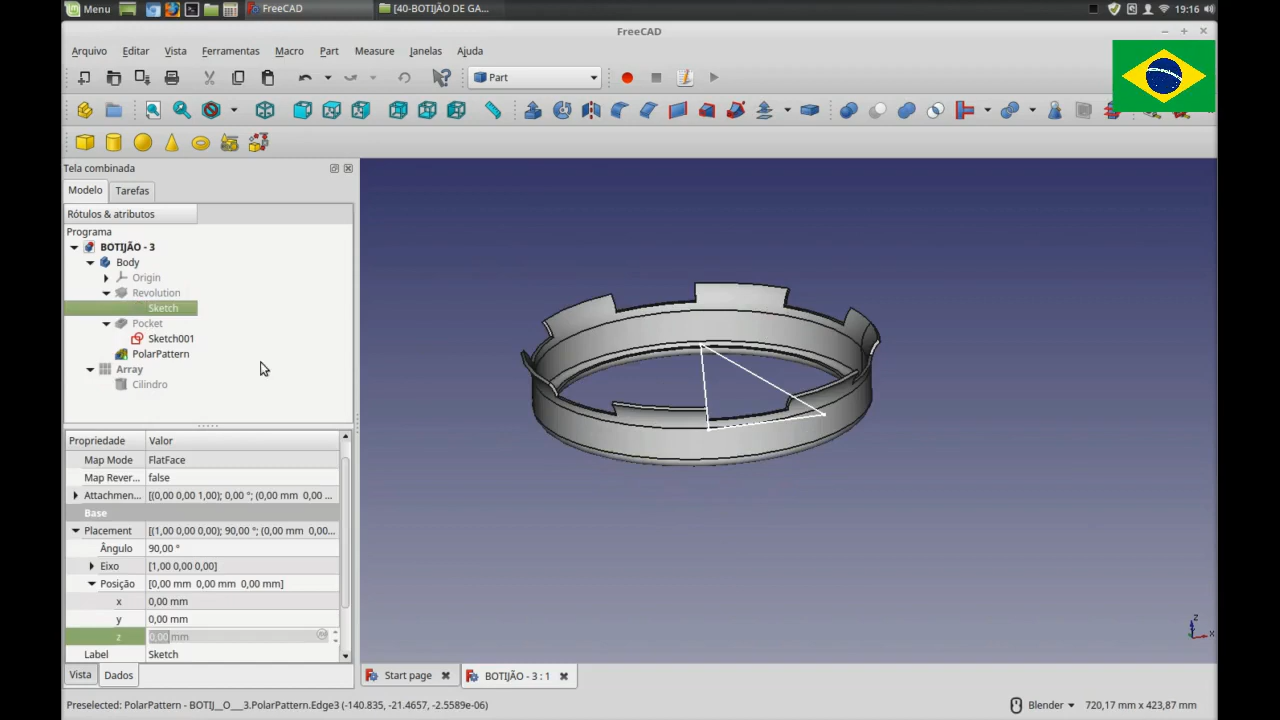 Menu
FreeCAD
[40-BOTIJÃO DE GA...
19:16
FreeCAD
Arquivo Editar Vista Ferramentas Macro Part Measure Janelas Ajuda
Part
Tela combinada
Modelo Tarefas
Rótulos & atributos
Programa
BOTIJÃO - 3
Body
Origin
Revolution
Sketch
Pocket
Sketch001
PolarPattern
Array
Cilindro
Propriedade Valor
Map Mode FlatFace
Map Rever... false
Attachmen... [(0,00 0,00 1,00); 0,00 °; (0,00 mm 0,00 ...
Base
Placement [(1,00 0,00 0,00); 90,00 °; (0,00 mm 0,00...
Ângulo 90,00 °
Eixo [1,00 0,00 0,00]
Posição [0,00 mm 0,00 mm 0,00 mm]
x 0,00 mm
y 0,00 mm
z 0,00 mm
Label Sketch
Vista Dados
Start page
BOTIJÃO - 3 : 1
z
x
Preselected: PolarPattern - BOTIJ__O___3.PolarPattern.Edge3 (-140.835, -21.4657, -2.5589e-06)
Blender
720,17 mm x 423,87 mm